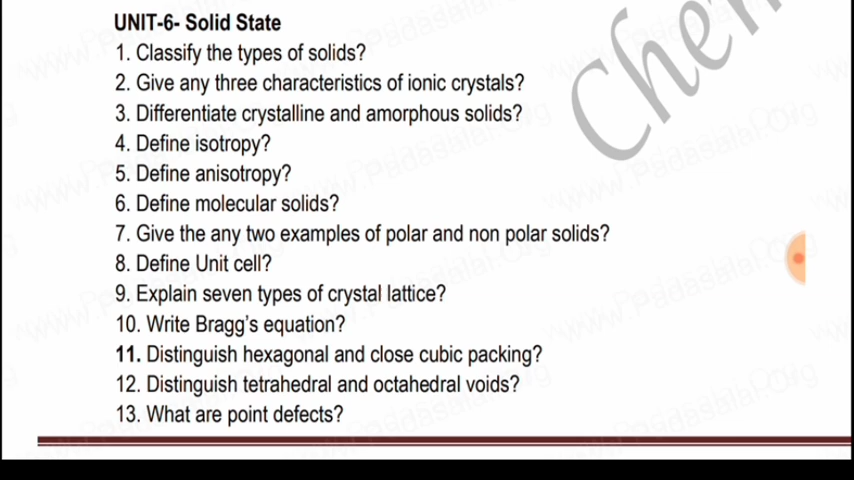 UNIT-6- Solid State
1. Classify the types of solids?
2. Give any three characteristics of ionic crystals?
3. Differentiate crystalline and amorphous solids?
4. Define isotropy?
5. Define anisotropy?
6. Define molecular solids?
7. Give the any two examples of polar and non polar solids?
8. Define Unit cell?
9. Explain seven types of crystal lattice?
10. Write Bragg's equation?
11. Distinguish hexagonal and close cubic packing?
12. Distinguish tetrahedral and octahedral voids?
13. What are point defects?
Chem
www.Padasalai.Org